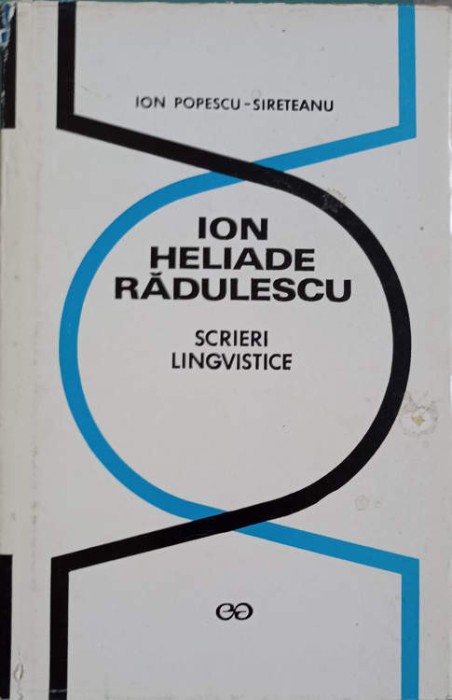 ION POPESCU-SIRETEANU
ION
HELIADE
RĂDULESCU
SCRIERI
LINGVISTICE